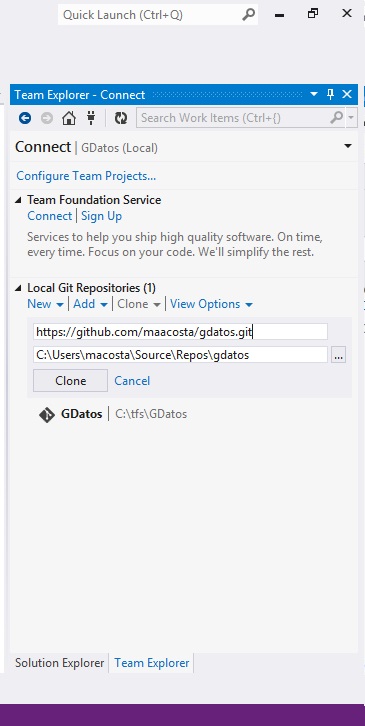 Quick Launch (Ctrl+Q)
Team Explorer - Connect
Search Work Items (Ctrl+{)
Connect | GDatos (Local)
Configure Team Projects...
Team Foundation Service
Connect | Sign Up
Services to help you ship high quality software. On time,
every time. Focus on your code. We'll simplify the rest.
Local Git Repositories (1)
New | Add | Clone | View Options
https://github.com/maacosta/gdatos.git
C:\Users\macosta\Source\Repos\gdatos
...
Clone Cancel
GDatos | C:\tfs\GDatos
Solution Explorer Team Explorer